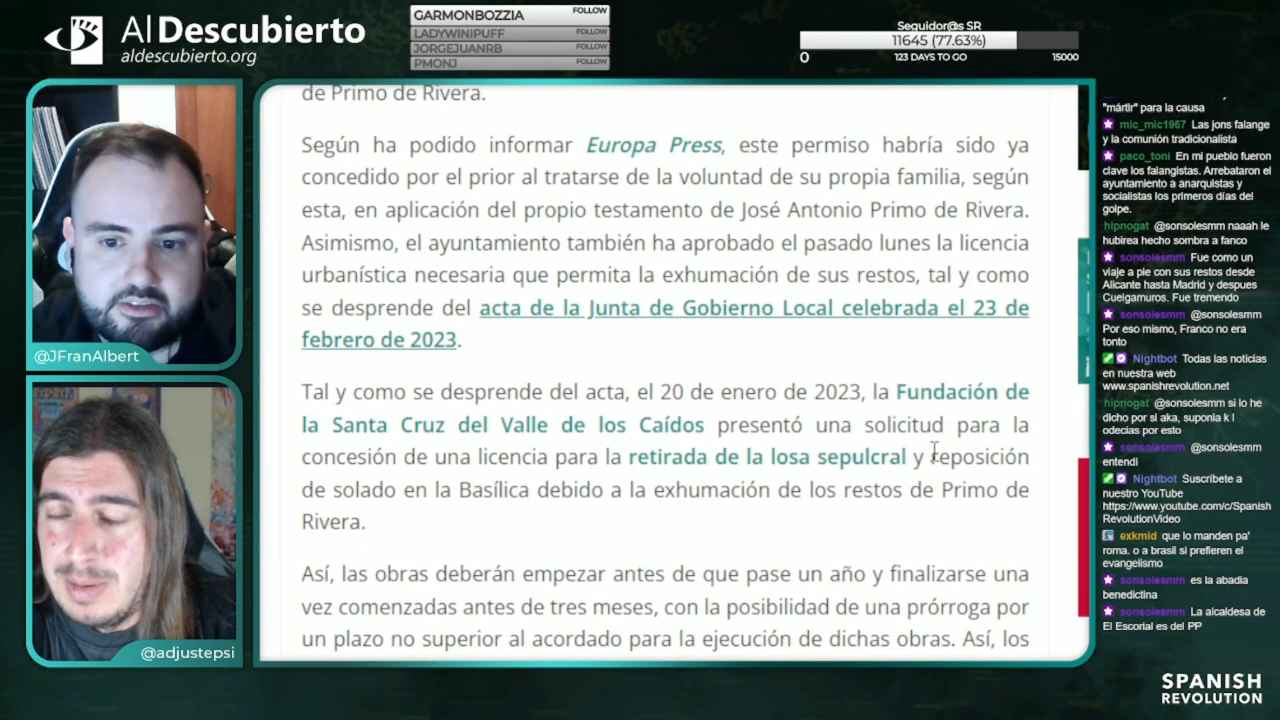 Al Descubierto
aldescubierto.org
GARMONBOZZIA FOLLOW
LADYWINIPUFF FOLLOW
JORGEJUANRB FOLLOW
PMONJ FOLLOW
Seguidor@s SR
11645 (77.63%)
0 123 DAYS TO GO 15000
@JFranAlbert
@adjustepsi
de Primo de Rivera.
Según ha podido informar Europa Press, este permiso habría sido ya
concedido por el prior al tratarse de la voluntad de su propia familia, según
esta, en aplicación del propio testamento de José Antonio Primo de Rivera.
Asimismo, el ayuntamiento también ha aprobado el pasado lunes la licencia
urbanística necesaria que permita la exhumación de sus restos, tal y como
se desprende del acta de la Junta de Gobierno Local celebrada el 23 de
febrero de 2023.
Tal y como se desprende del acta, el 20 de enero de 2023, la Fundación de
la Santa Cruz del Valle de los Caídos presentó una solicitud para la
concesión de una licencia para la retirada de la losa sepulcral y reposición
de solado en la Basílica debido a la exhumación de los restos de Primo de
Rivera.
Así, las obras deberán empezar antes de que pase un año y finalizarse una
vez comenzadas antes de tres meses, con la posibilidad de una prórroga por
un plazo no superior al acordado para la ejecución de dichas obras. Así, los
"mártir" para la causa
mic_mic1967 Las jons falange
y la comunión tradicionalista
paco_toni En mi pueblo fueron
clave los falangistas. Arrebataron el
ayuntamiento a anarquistas y
socialistas los primeros días del
golpe.
hipnogat @sonsolesmm naaah le
hubirea hecho sombra a fanco
sonsolesmm Fue como un
viaje a pie con sus restos desde
Alicante hasta Madrid y despues
Cuelgamuros. Fue tremendo
sonsolesmm @sonsolesmm
Por eso mismo, Franco no era
tonto
Nightbot Todas las noticias
en nuestra web
www.spanishrevolution.net
hipnogat @sonsolesmm si lo he
dicho por si aka, suponia k l
odecias por esto
sonsolesmm @sonsolesmm
entendi
Nightbot Suscríbete a
nuestro YouTube
https://www.youtube.com/c/Spanish
RevolutionVideo
exkmid que lo manden pa'
roma. o a brasil si prefieren el
evangelismo
sonsolesmm es la abadia
benedictina
sonsolesmm La alcaldesa de
El Escorial es del PP
SPANISH
REVOLUTION